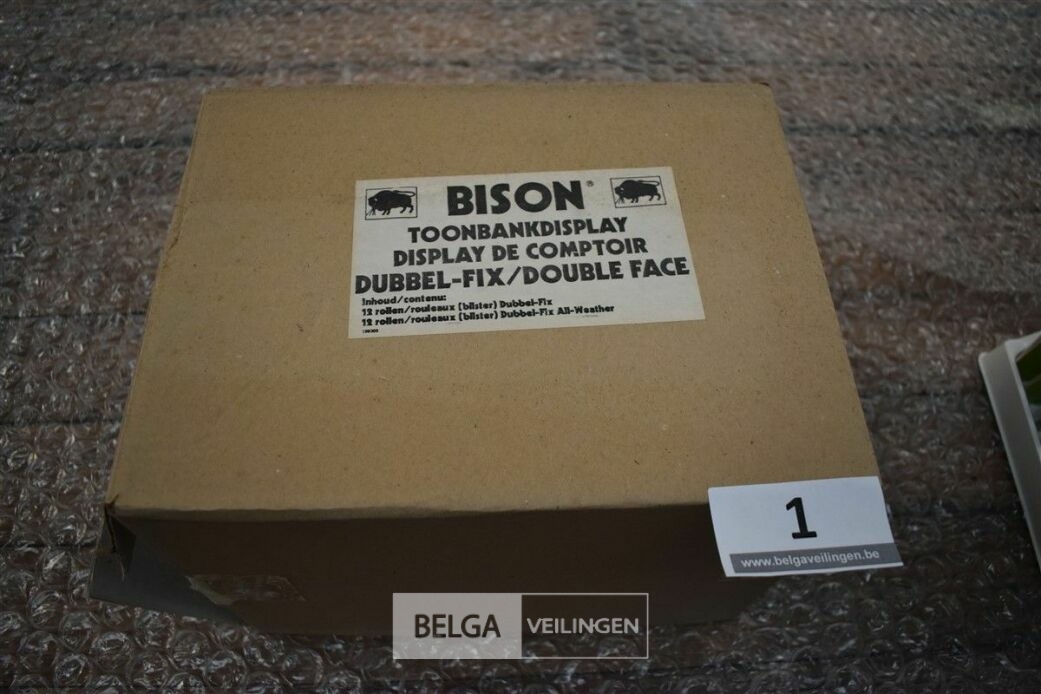 BISON®
TOONBANKDISPLAY
DISPLAY DE COMPTOIR
DUBBEL-FIX/DOUBLE FACE
Inhoud/contenu:
12 rollen/rouleaux (blister) Dubbel-Fix
12 rollen/rouleaux (blister) Dubbel-Fix All-Weather
1
www.belgaveilingen.be
BELGA VEILINGEN